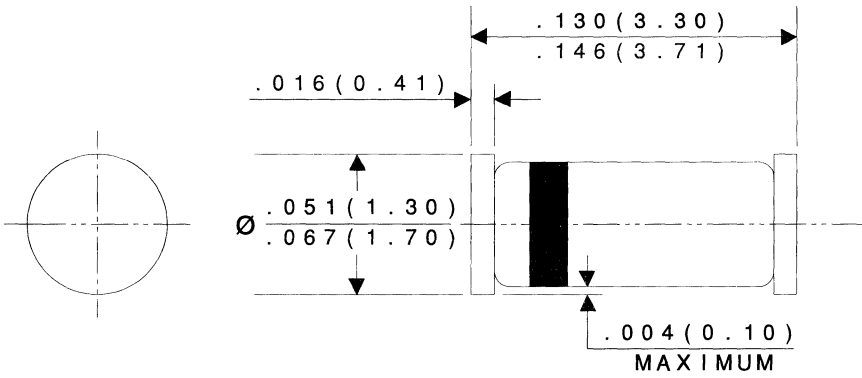 .130(3.30)
.146(3.71)
.016(0.41)
Ø .051(1.30)
.067(1.70)
.004(0.10)
MAXIMUM